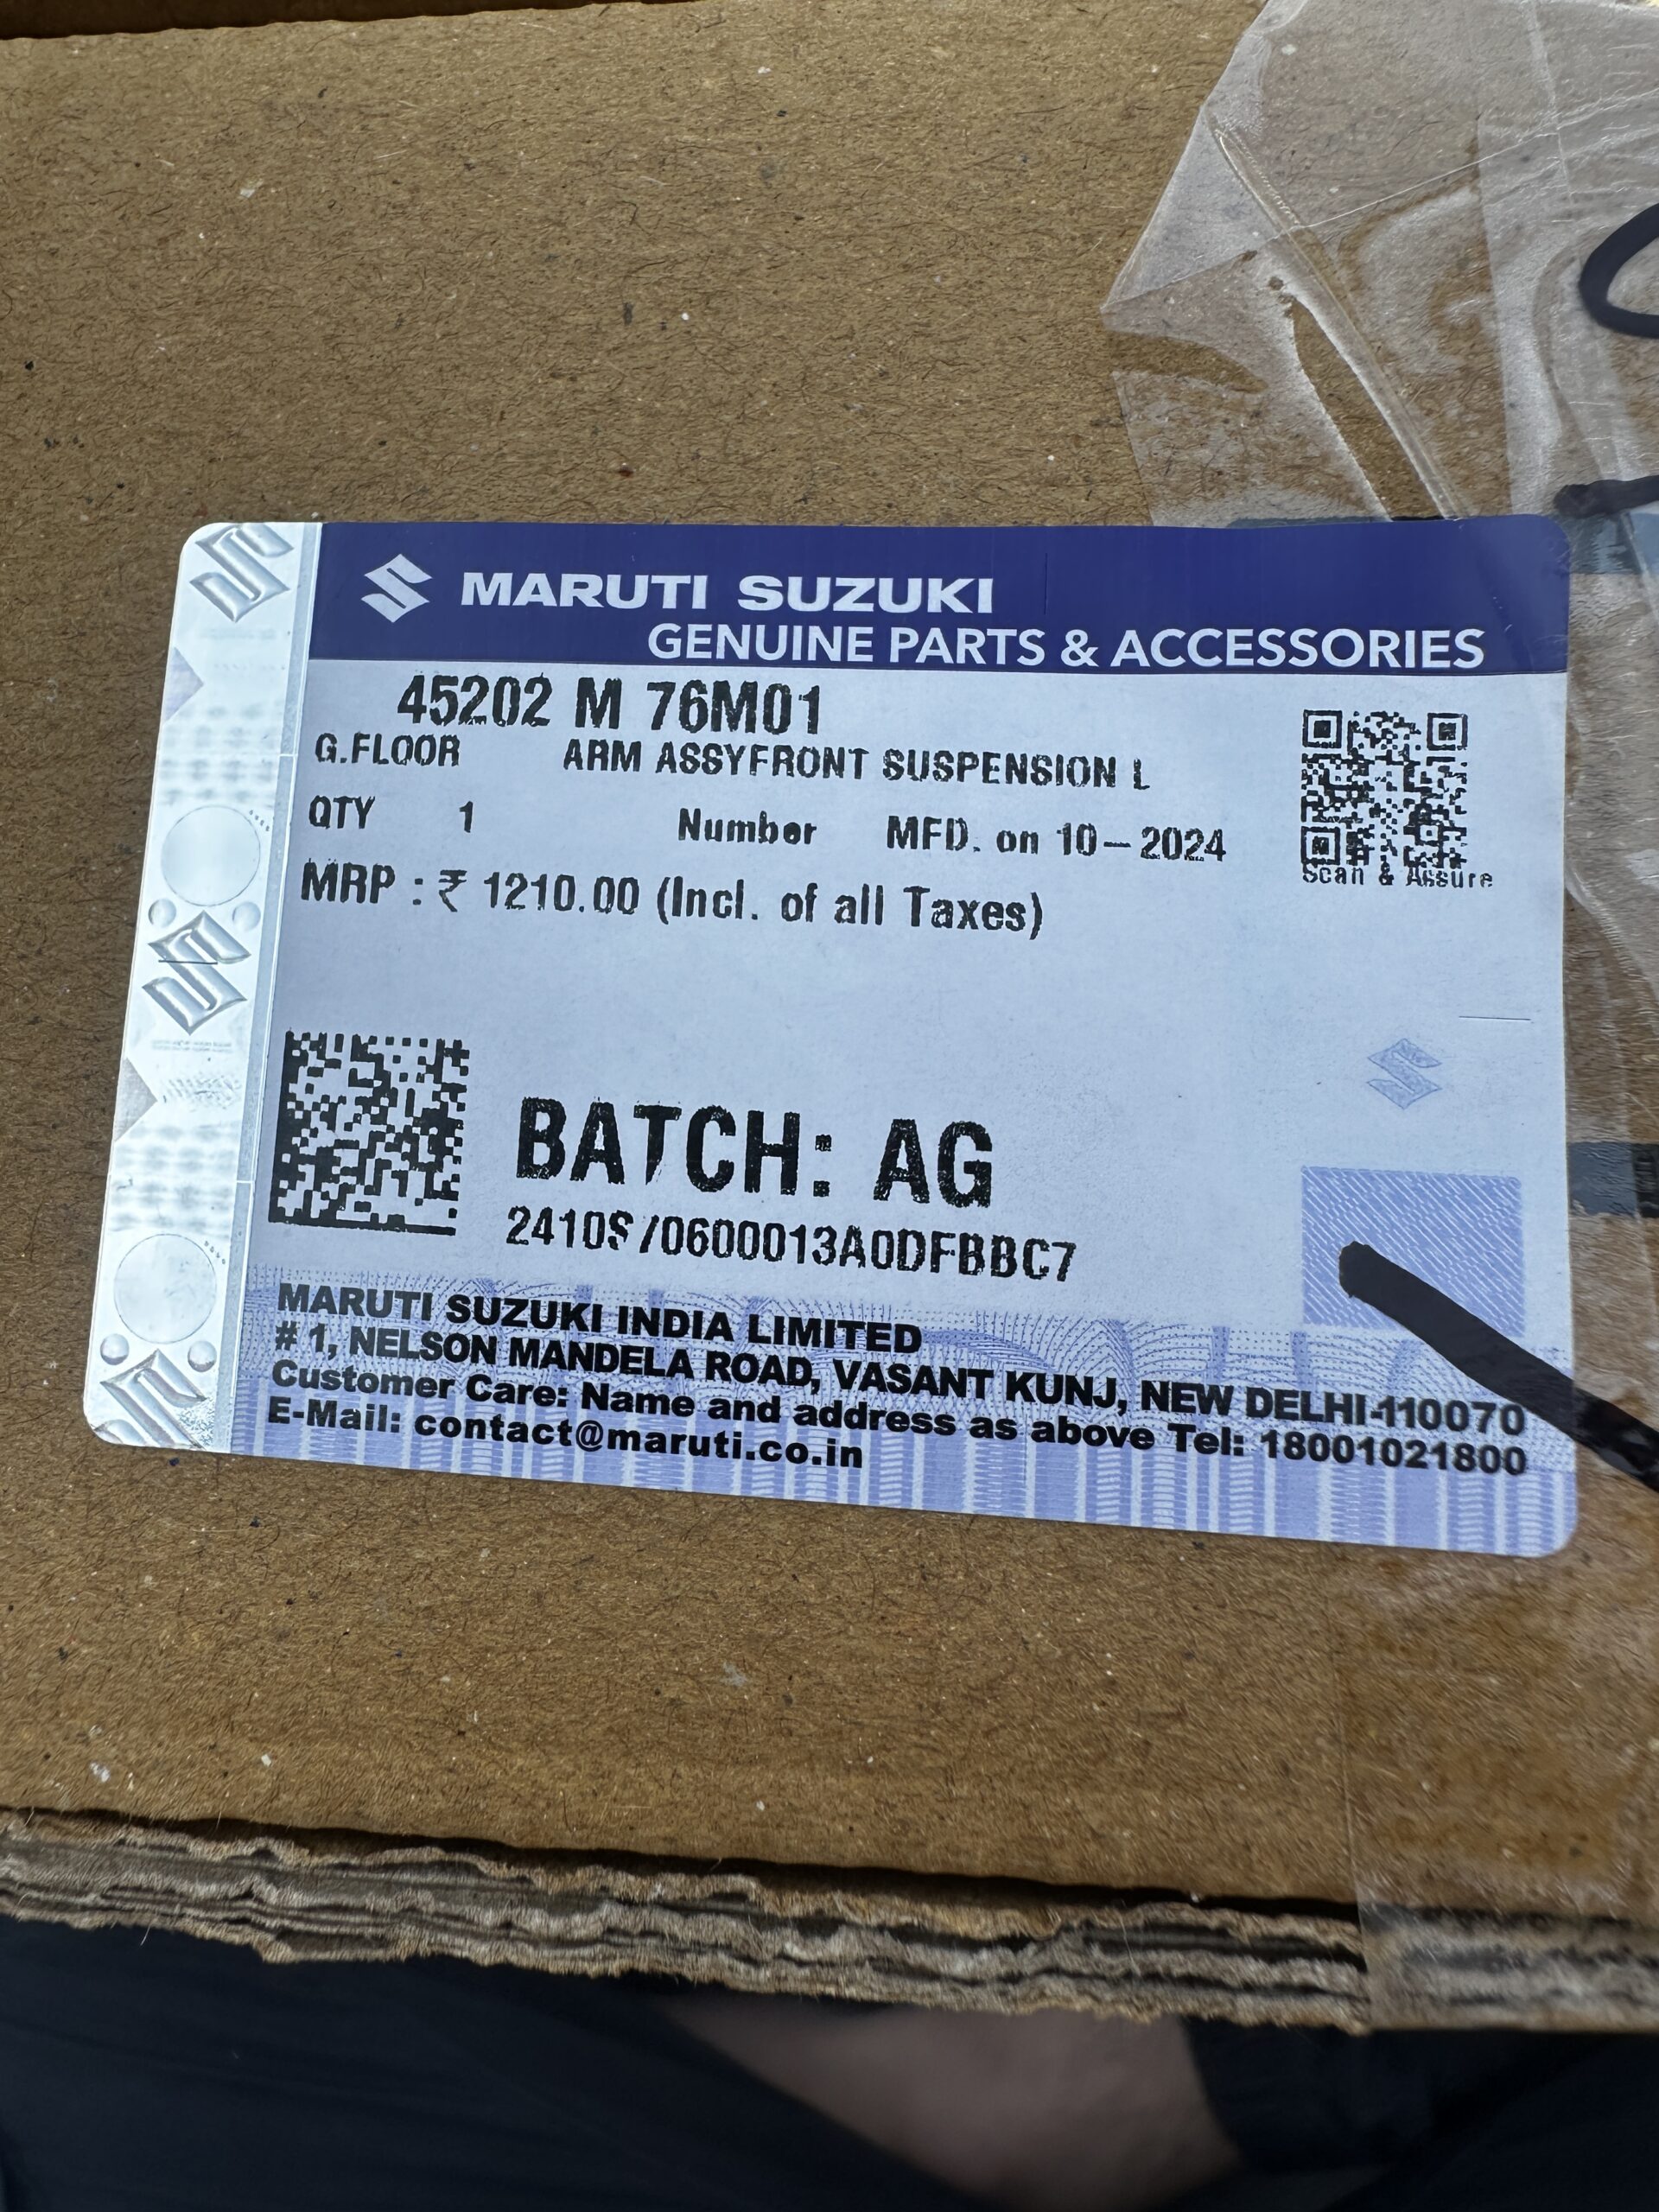 MARUTI SUZUKI
GENUINE PARTS & ACCESSORIES
45202 M 76M01
G.FLOOR ARM ASSYFRONT SUSPENSION L
QTY 1 Number MFD. on 10-2024
MRP : ₹ 1210.00 (Incl. of all Taxes)
Scan & Assure
BATCH: AG
2410S/0600013A0DFBBC7
MARUTI SUZUKI INDIA LIMITED
# 1, NELSON MANDELA ROAD, VASANT KUNJ, NEW DELHI-110070
Customer Care: Name and address as above Tel: 18001021800
E-Mail: contact@maruti.co.in